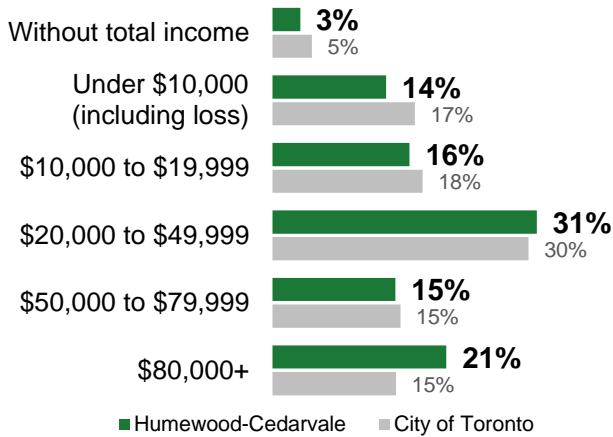 Without total income
3%
5%
Under $10,000
(including loss)
14%
17%
$10,000 to $19,999
16%
18%
$20,000 to $49,999
31%
30%
$50,000 to $79,999
15%
15%
$80,000+
21%
15%
Humewood-Cedarvale
City of Toronto